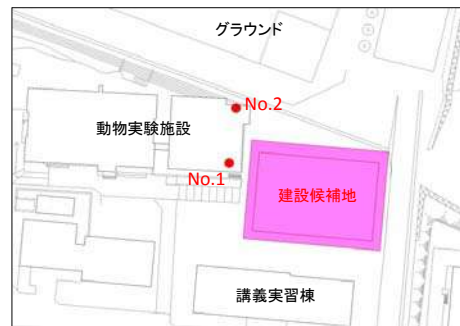 グラウンド
No.2
動物実験施設
No.1
建設候補地
講義実習棟